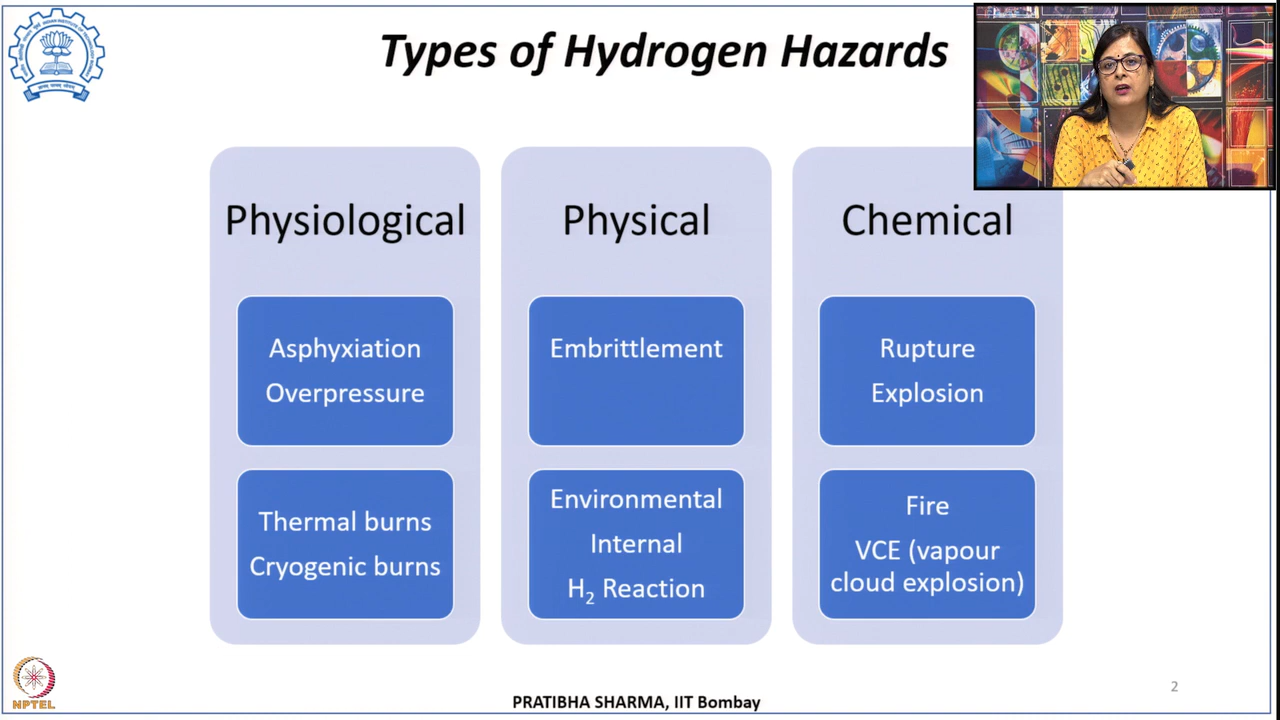 Types of Hydrogen Hazards
Physiological
Asphyxiation
Overpressure
Thermal burns
Cryogenic burns
Physical
Embrittlement
Environmental
Internal
H₂ Reaction
Chemical
Rupture
Explosion
Fire
VCE (vapour
cloud explosion)
NPTEL
PRATIBHA SHARMA, IIT Bombay
2